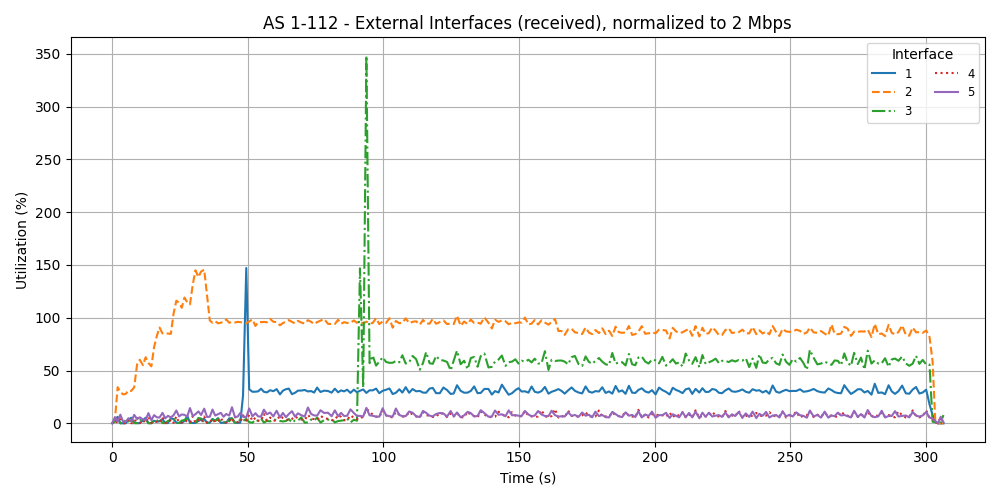 AS 1-112 - External Interfaces (received), normalized to 2 Mbps
Interface
1
2
3
4
5
Utilization (%)
350
300
250
200
150
100
50
0
0 50 100 150 200 250 300
Time (s)